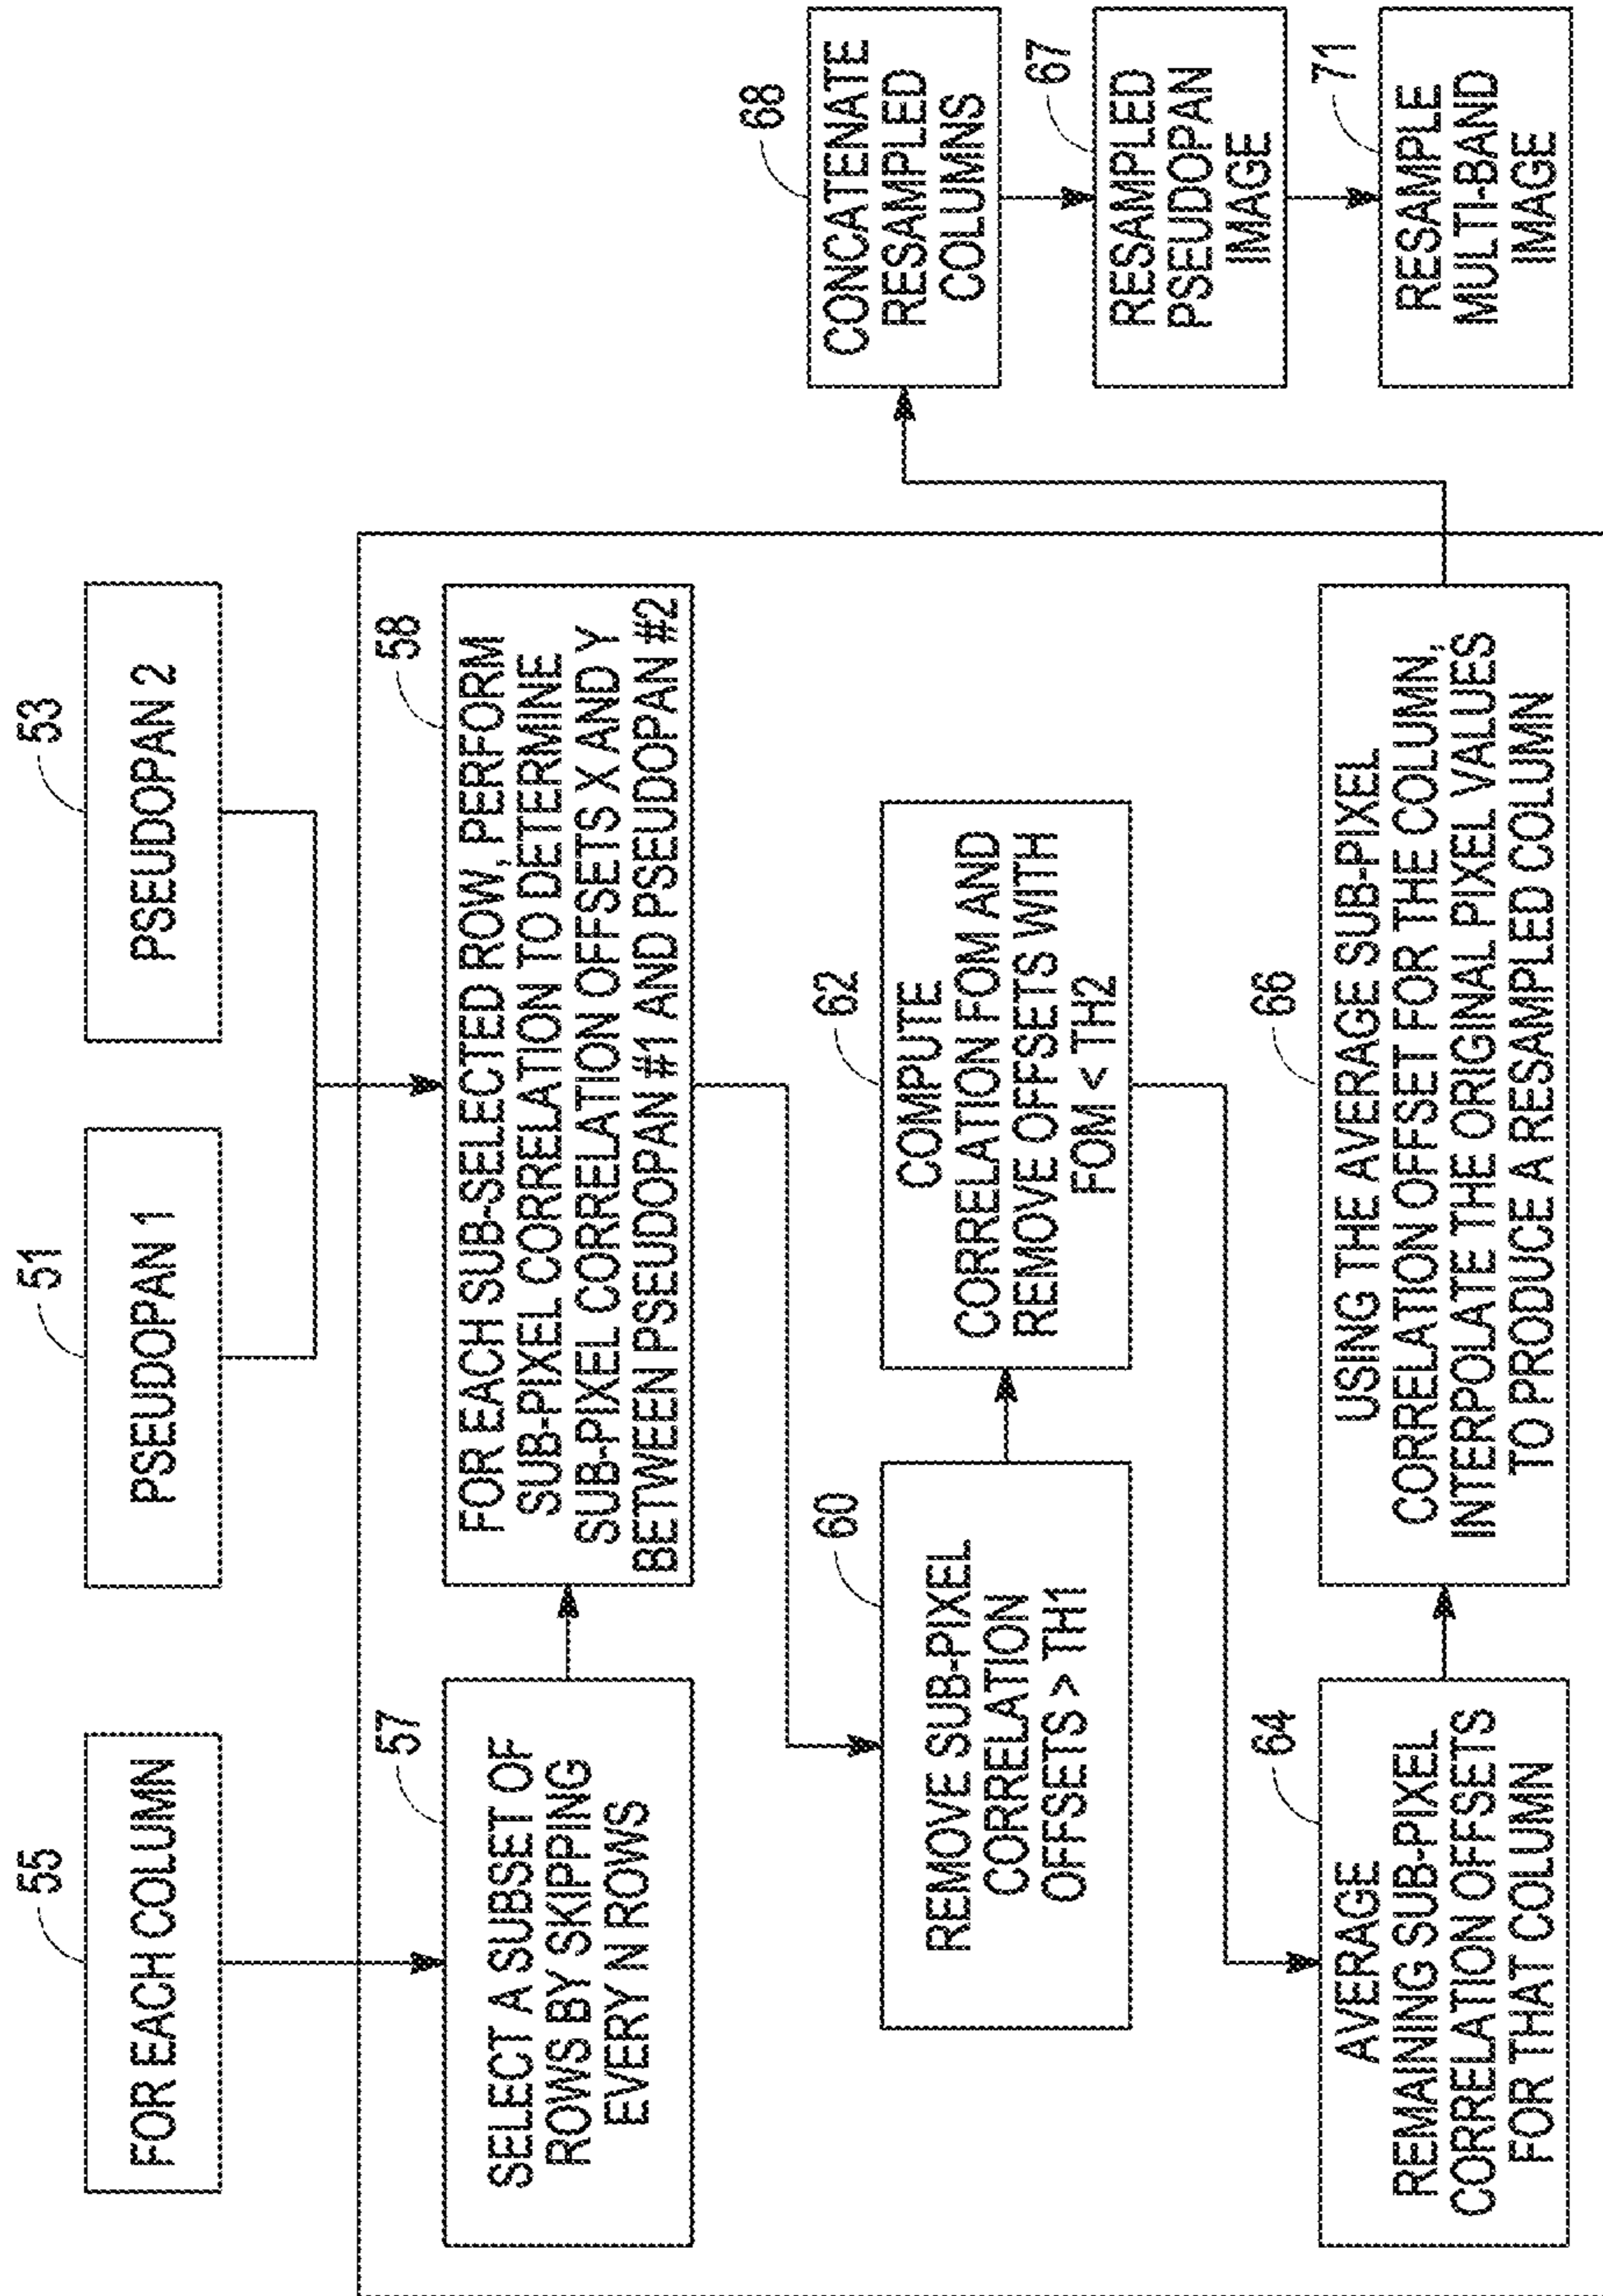 55
FOR EACH COLUMN
51
PSEUDOPAN 1
53
PSEUDOPAN 2
57
SELECT A SUBSET OF
ROWS BY SKIPPING
EVERY N ROWS
58
FOR EACH SUB-SELECTED ROW, PERFORM
SUB-PIXEL CORRELATION TO DETERMINE
SUB-PIXEL CORRELATION OFFSETS X AND Y
BETWEEN PSEUDOPAN #1 AND PSEUDOPAN #2
60
REMOVE SUB-PIXEL
CORRELATION
OFFSETS > TH1
62
COMPUTE
CORRELATION FOM AND
REMOVE OFFSETS WITH
FOM < TH2
64
AVERAGE
REMAINING SUB-PIXEL
CORRELATION OFFSETS
FOR THAT COLUMN
66
USING THE AVERAGE SUB-PIXEL
CORRELATION OFFSET FOR THE COLUMN,
INTERPOLATE THE ORIGINAL PIXEL VALUES
TO PRODUCE A RESAMPLED COLUMN
68
CONCATENATE
RESAMPLED
COLUMNS
67
RESAMPLED
PSEUDOPAN
IMAGE
71
RESAMPLE
MULTI-BAND
IMAGE